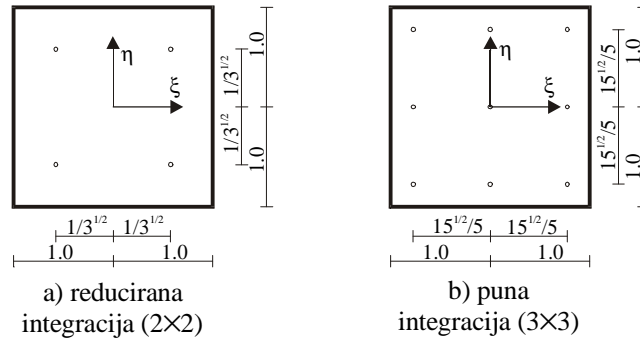 η
ξ
1/3^1/2
1/3^1/2
1.0
1.0
1/3^1/2
1/3^1/2
1.0
1.0
a) reducirana
integracija (2×2)
η
ξ
15^1/2/5
15^1/2/5
1.0
1.0
15^1/2/5
15^1/2/5
1.0
1.0
b) puna
integracija (3×3)